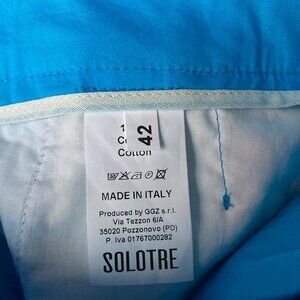 42
Cotton
MADE IN ITALY
Produced by GGZ s.r.l.
Via Tezzon 6/A
35020 Pozzonovo (PD)
P. Iva 01767000282
SOLOTRE